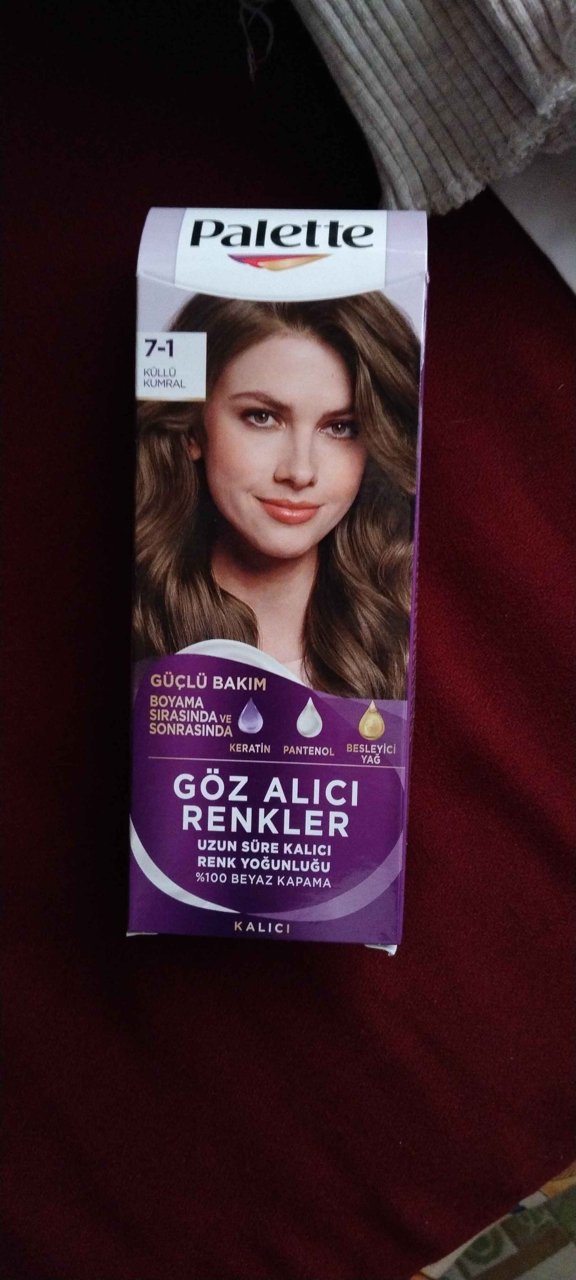 Palette
7-1
KÜLLÜ
KUMRAL
GÜÇLÜ BAKIM
BOYAMA
SIRASINDA VE
SONRASINDA
KERATİN
PANTENOL
BESLEYİCİ
YAĞ
GÖZ ALICI
RENKLER
UZUN SÜRE KALICI
RENK YOĞUNLUĞU
%100 BEYAZ KAPAMA
KALICI